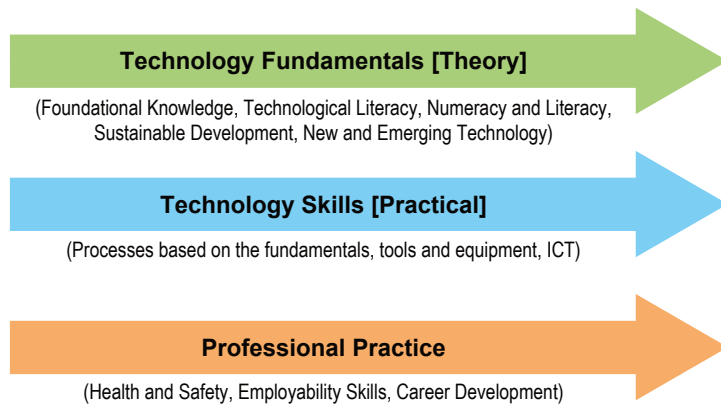 Technology Fundamentals [Theory]
(Foundational Knowledge, Technological Literacy, Numeracy and Literacy,
Sustainable Development, New and Emerging Technology)
Technology Skills [Practical]
(Processes based on the fundamentals, tools and equipment, ICT)
Professional Practice
(Health and Safety, Employability Skills, Career Development)